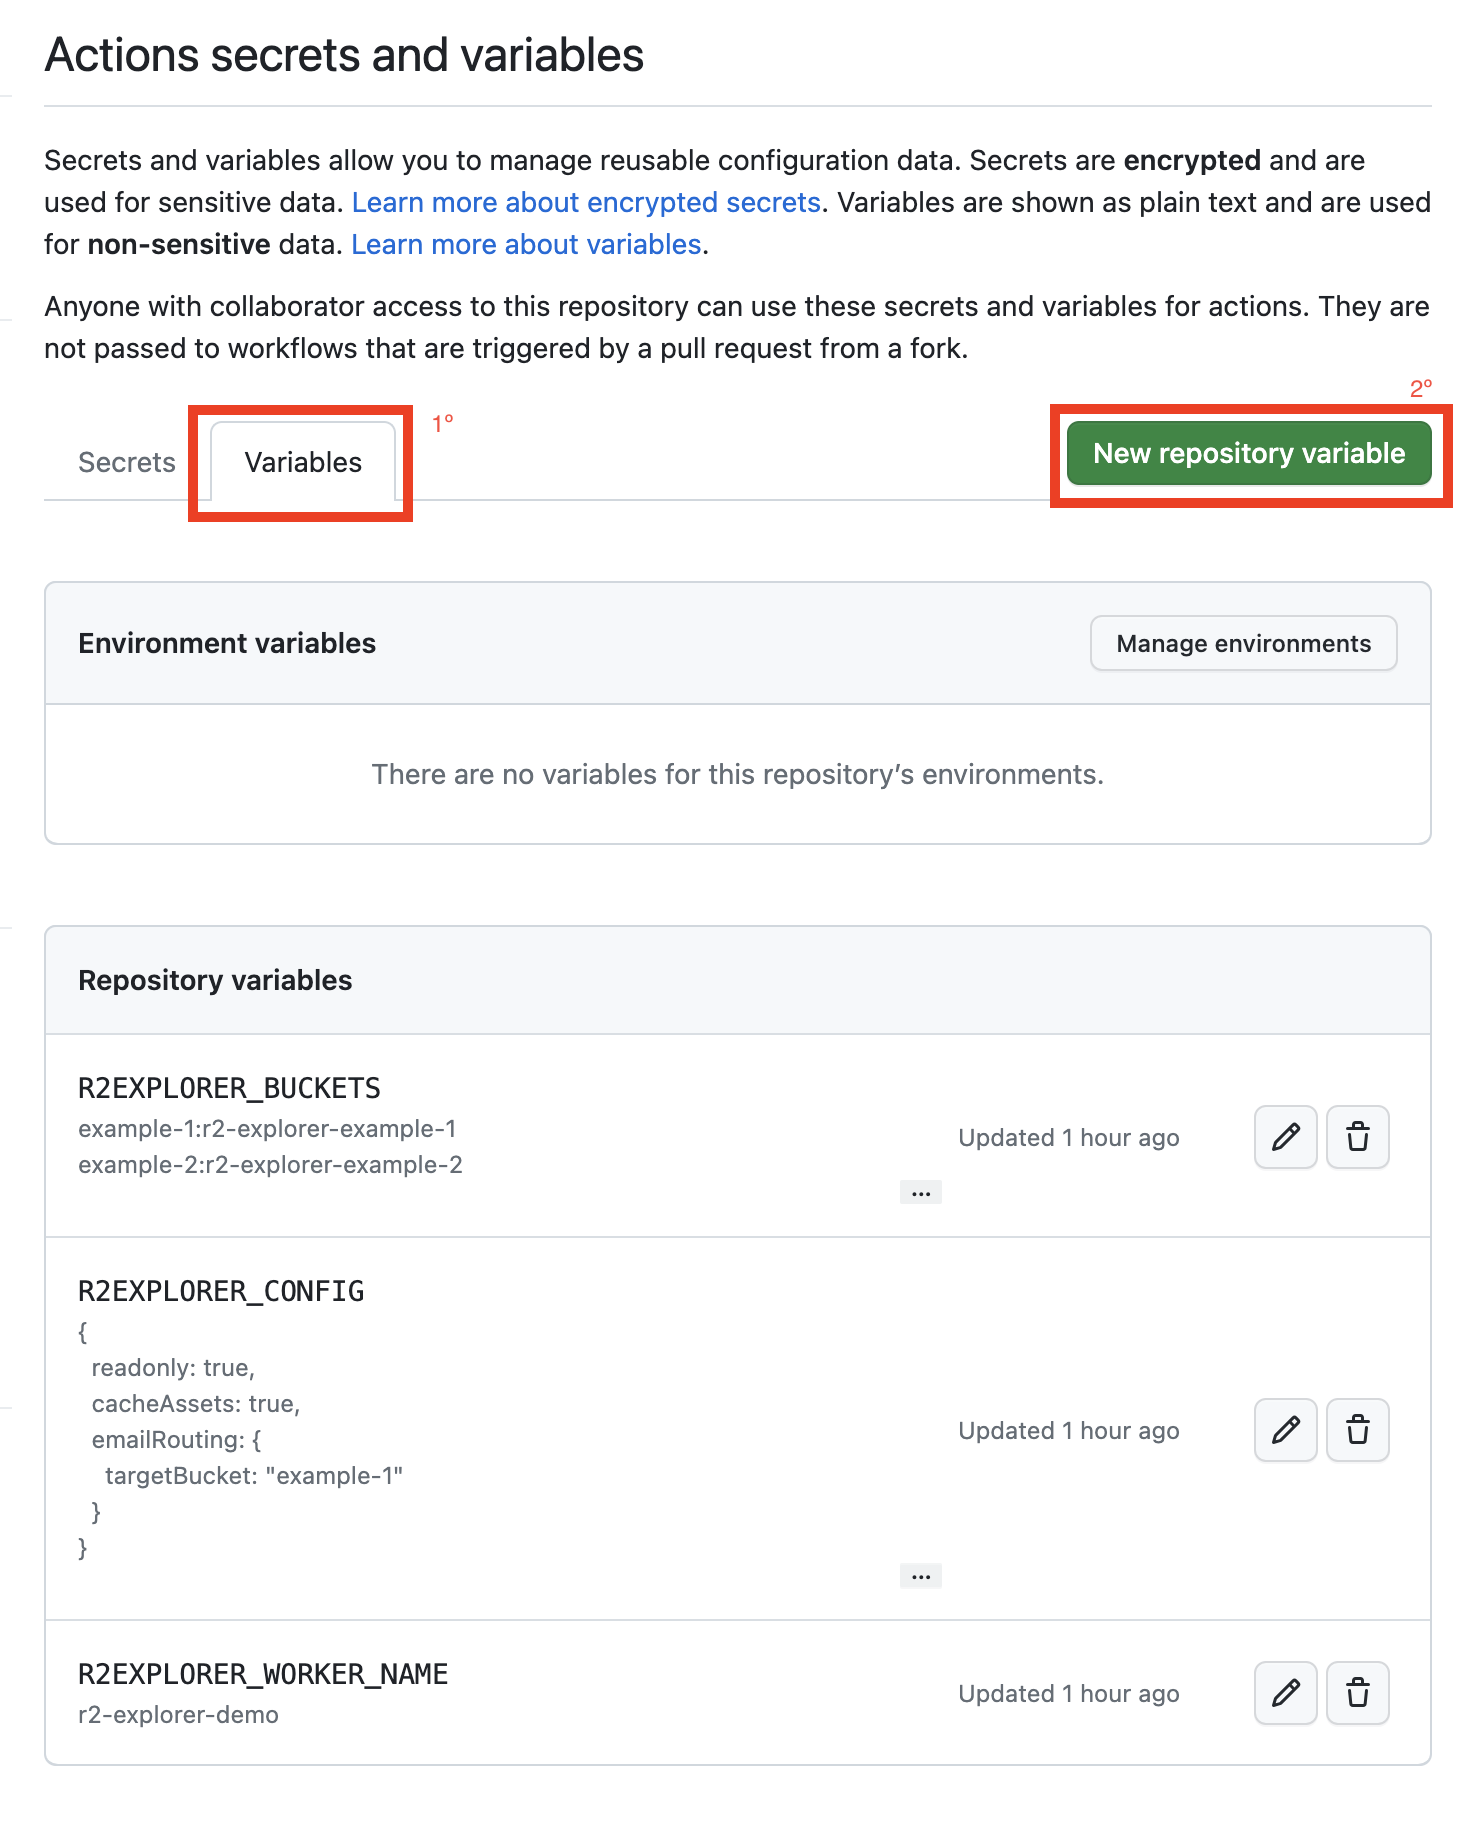 Actions secrets and variables
Secrets and variables allow you to manage reusable configuration data. Secrets are encrypted and are
used for sensitive data. Learn more about encrypted secrets. Variables are shown as plain text and are used
for non-sensitive data. Learn more about variables.
Anyone with collaborator access to this repository can use these secrets and variables for actions. They are
not passed to workflows that are triggered by a pull request from a fork.
Secrets
Variables
1º
2º
New repository variable
Environment variables
Manage environments
There are no variables for this repository's environments.
Repository variables
R2EXPLORER_BUCKETS
example-1:r2-explorer-example-1
example-2:r2-explorer-example-2
...
Updated 1 hour ago
R2EXPLORER_CONFIG
{
  readonly: true,
  cacheAssets: true,
  emailRouting: {
    targetBucket: "example-1"
  }
}
...
Updated 1 hour ago
R2EXPLORER_WORKER_NAME
r2-explorer-demo
Updated 1 hour ago